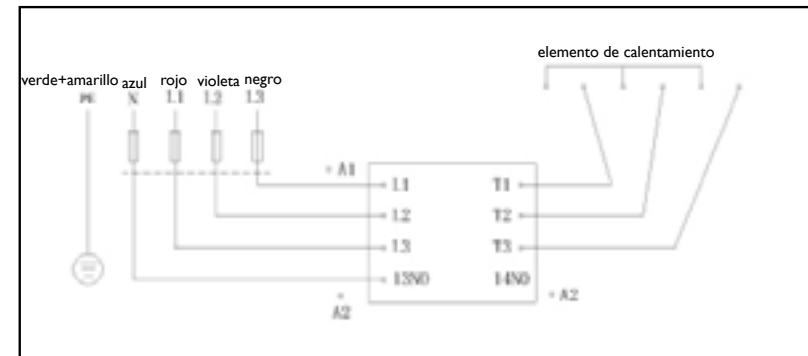 elemento de calentamiento
verde+amarillo azul rojo violeta negro
PE N L1 L2 L3
A1
L1 T1
L2 T2
L3 T3
13NO 14NO
A2 A2